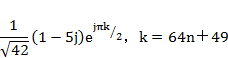 1/√42 (1 − 5j)e^{jπk/2}, k = 64n+49